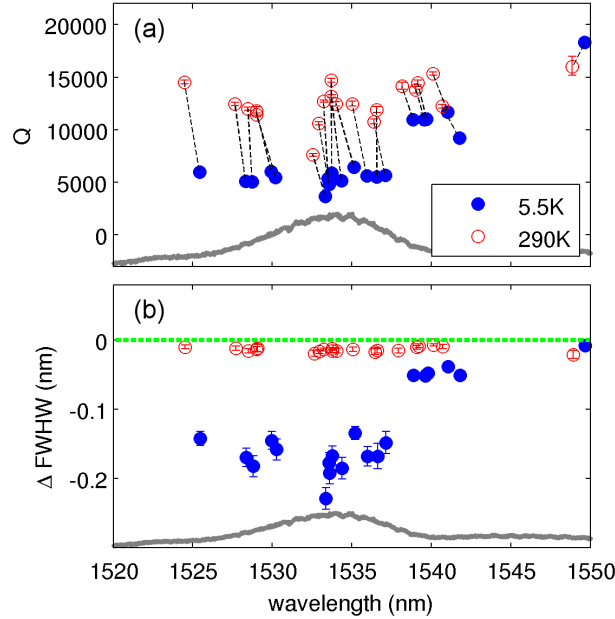 (a)
20000
15000
10000
5000
0
Q
5.5K
290K
(b)
0
-0.1
-0.2
Δ FWHW (nm)
1520 1525 1530 1535 1540 1545 1550
wavelength (nm)